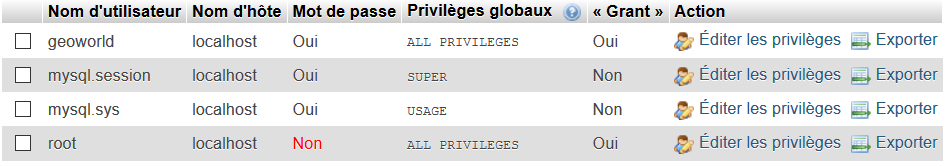 Nom d'utilisateur Nom d'hôte Mot de passe Privilèges globaux « Grant » Action
geoworld localhost Oui ALL PRIVILEGES Oui Éditer les privilèges Exporter
mysql.session localhost Oui SUPER Non Éditer les privilèges Exporter
mysql.sys localhost Oui USAGE Non Éditer les privilèges Exporter
root localhost Non ALL PRIVILEGES Oui Éditer les privilèges Exporter